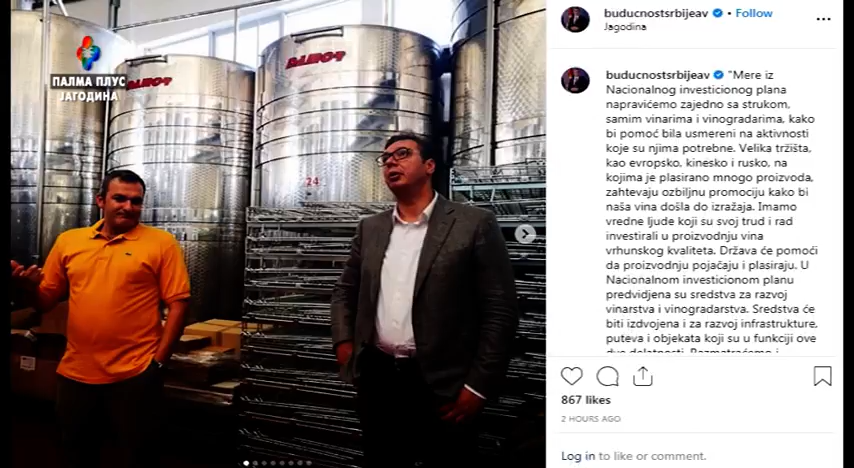 ПАЛМА ПЛУС
ЈАГОДИНА
24
buducnostsrbijeav • Follow
Jagodina
buducnostsrbijeav "Mere iz
Nacionalnog investicionog plana
napravićemo zajedno sa strukom,
samim vinarima i vinogradarima, kako
bi pomoć bila usmereni na aktivnosti
koje su njima potrebne. Velika tržišta,
kao evropsko, kinesko i rusko, na
kojima je plasirano mnogo proizvoda,
zahtevaju ozbiljnu promociju kako bi
naša vina došla do izražaja. Imamo
vredne ljude koji su svoj trud i rad
investirali u proizvodnju vina
vrhunskog kvaliteta. Država će pomoći
da proizvodnju pojačaju i plasiraju. U
Nacionalnom investicionom planu
predvidjena su sredstva za razvoj
vinarstva i vinogradarstva. Sredstva će
biti izdvojena i za razvoj infrastrukture,
puteva i objekata koji su u funkciji ove
dve delatnosti. Razmatraćemo i
867 likes
2 HOURS AGO
Log in to like or comment.